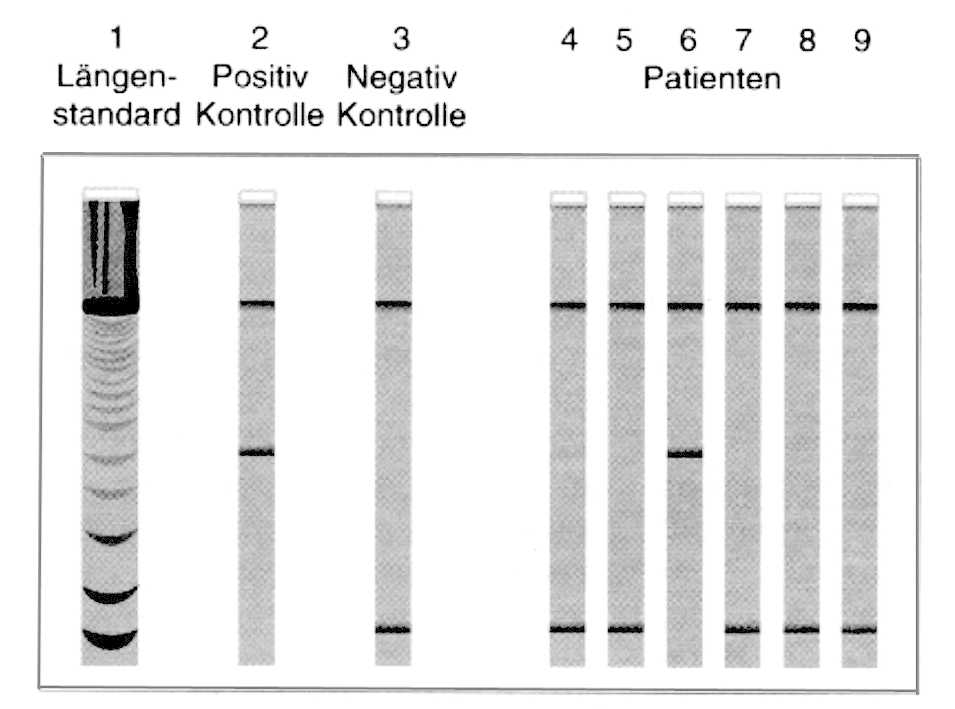 1 2 3 4 5 6 7 8 9
Längen- Positiv Negativ Patienten
standard Kontrolle Kontrolle